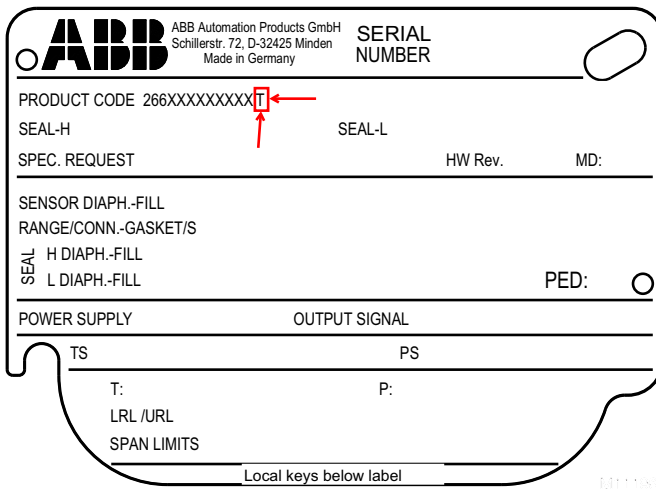 ABB
ABB Automation Products GmbH
Schillerstr. 72, D-32425 Minden
Made in Germany
SERIAL
NUMBER
PRODUCT CODE 266XXXXXXXXXT
SEAL-H SEAL-L
SPEC. REQUEST HW Rev. MD:
SENSOR DIAPH.-FILL
RANGE/CONN.-GASKET/S
SEAL
H DIAPH.-FILL
L DIAPH.-FILL
PED:
POWER SUPPLY OUTPUT SIGNAL
TS PS
T: P:
LRL /URL
SPAN LIMITS
Local keys below label